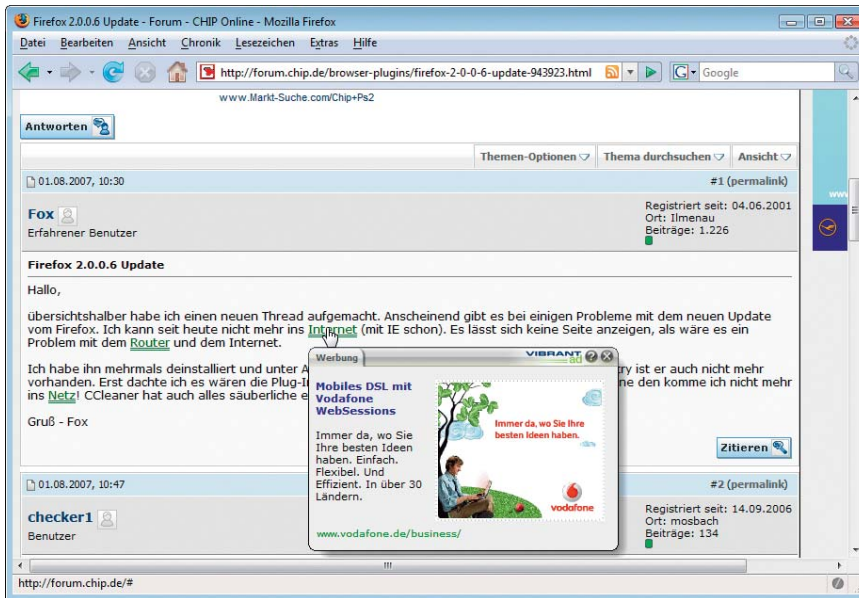 Firefox 2.0.0.6 Update - Forum - CHIP Online - Mozilla Firefox
Datei Bearbeiten Ansicht Chronik Lesezeichen Extras Hilfe
http://forum.chip.de/browser-plugins/firefox-2-0-0-6-update-943923.html G Google
www.Markt-Suche.com/Chip+Ps2
Antworten
Themen-Optionen Thema durchsuchen Ansicht
01.08.2007, 10:30 #1 (permalink)
www
Fox
Erfahrener Benutzer
Registriert seit: 04.06.2001
Ort: Ilmenau
Beiträge: 1.226
Firefox 2.0.0.6 Update
Hallo,
übersichtshalber habe ich einen neuen Thread aufgemacht. Anscheinend gibt es bei einigen Probleme mit dem neuen Update
vom Firefox. Ich kann seit heute nicht mehr ins Internet (mit IE schon). Es lässt sich keine Seite anzeigen, als wäre es ein
Problem mit dem Router und dem Internet.
Ich habe ihn mehrmals deinstalliert und unter A ry ist er auch nicht mehr
vorhanden. Erst dachte ich es wären die Plug-I ne den komme ich nicht mehr
ins Netz! CCleaner hat auch alles säuberliche e
Gruß - Fox
Werbung VIBRANT ad
Mobiles DSL mit
Vodafone
WebSessions
Immer da, wo Sie
Ihre besten Ideen
haben. Einfach.
Flexibel. Und
Effizient. In über 30
Ländern.
Immer da, wo Sie Ihre
besten Ideen haben.
vodafone
www.vodafone.de/business/
Zitieren
01.08.2007, 10:47 #2 (permalink)
checker1
Benutzer
Registriert seit: 14.09.2006
Ort: mosbach
Beiträge: 134
http://forum.chip.de/#